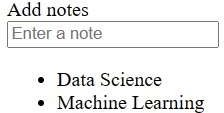 Add notes
Enter a note
• Data Science
• Machine Learning